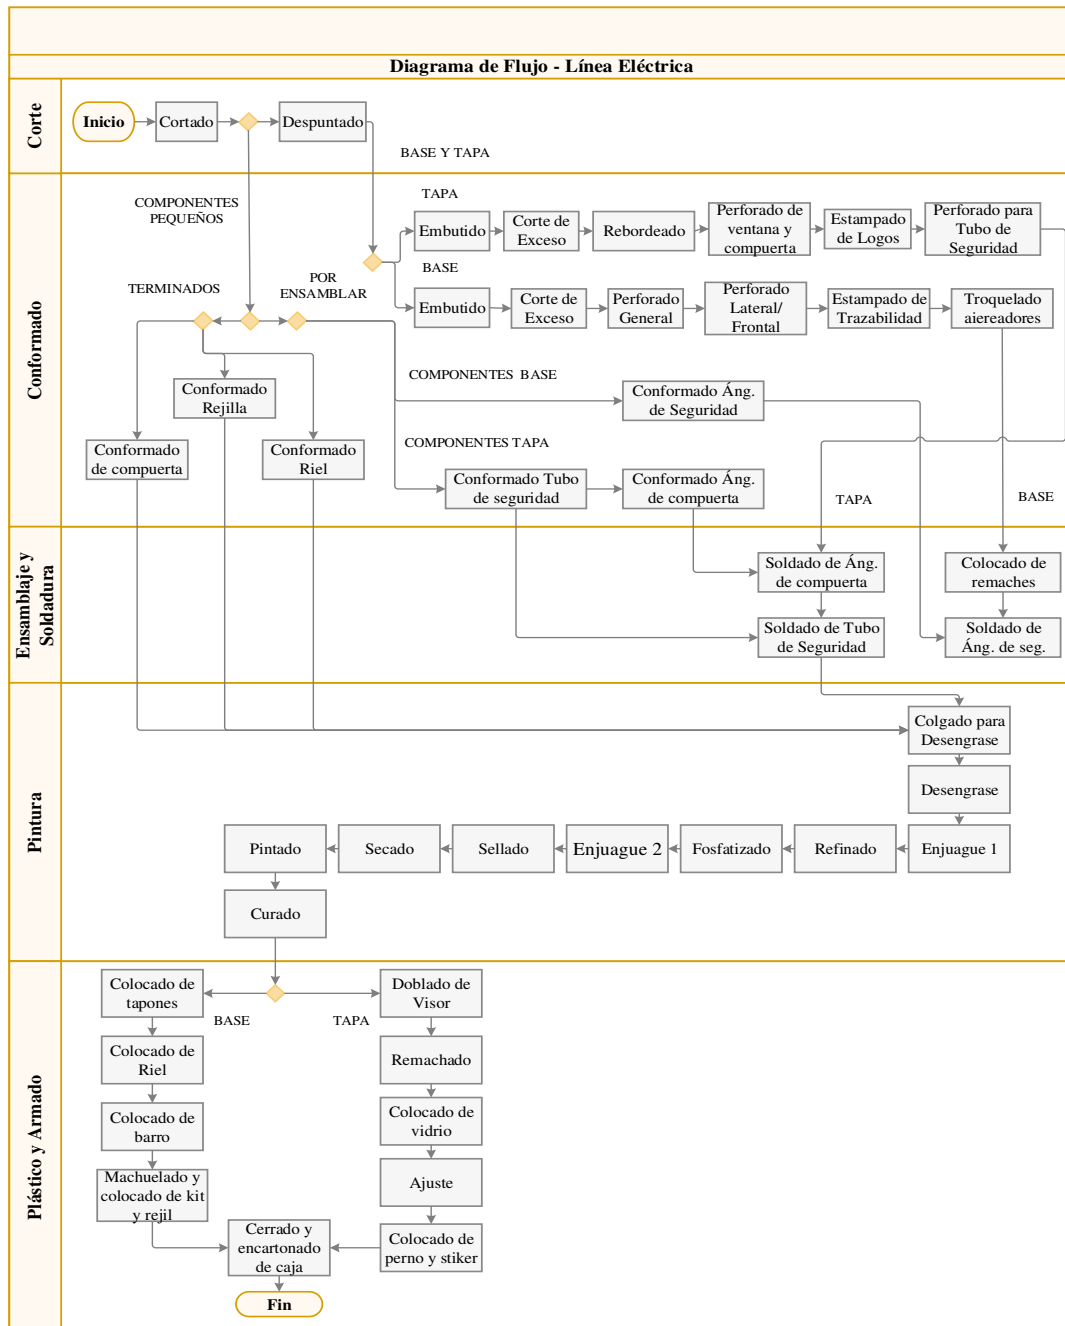 Diagrama de Flujo - Línea Eléctrica
Corte
Inicio
Cortado
Despuntado
BASE Y TAPA
COMPONENTES
PEQUEÑOS
Conformado
TAPA
Embutido
Corte de
Exceso
Rebordeado
Perforado de
ventana y
compuerta
Estampado
de Logos
Perforado para
Tubo de
Seguridad
BASE
Embutido
Corte de
Exceso
Perforado
General
Perforado
Lateral/
Frontal
Estampado de
Trazabilidad
Troquelado
aiereadores
TERMINADOS
POR
ENSAMBLAR
Conformado
Rejilla
Conformado
de compuerta
Conformado
Riel
COMPONENTES BASE
Conformado Áng.
de Seguridad
COMPONENTES TAPA
Conformado Tubo
de seguridad
Conformado Áng.
de compuerta
TAPA
BASE
Ensamblaje y
Soldadura
Soldado de Áng.
de compuerta
Colocado de
remaches
Soldado de Tubo
de Seguridad
Soldado de
Áng. de seg.
Pintura
Colgado para
Desengrase
Desengrase
Enjuague 1
Refinado
Fosfatizado
Enjuague 2
Sellado
Secado
Pintado
Curado
Plástico y Armado
BASE
TAPA
Colocado de
tapones
Colocado de
Riel
Colocado de
barro
Machuelado y
colocado de kit
y rejil
Doblado de
Visor
Remachado
Colocado de
vidrio
Ajuste
Colocado de
perno y stiker
Cerrado y
encartonado
de caja
Fin